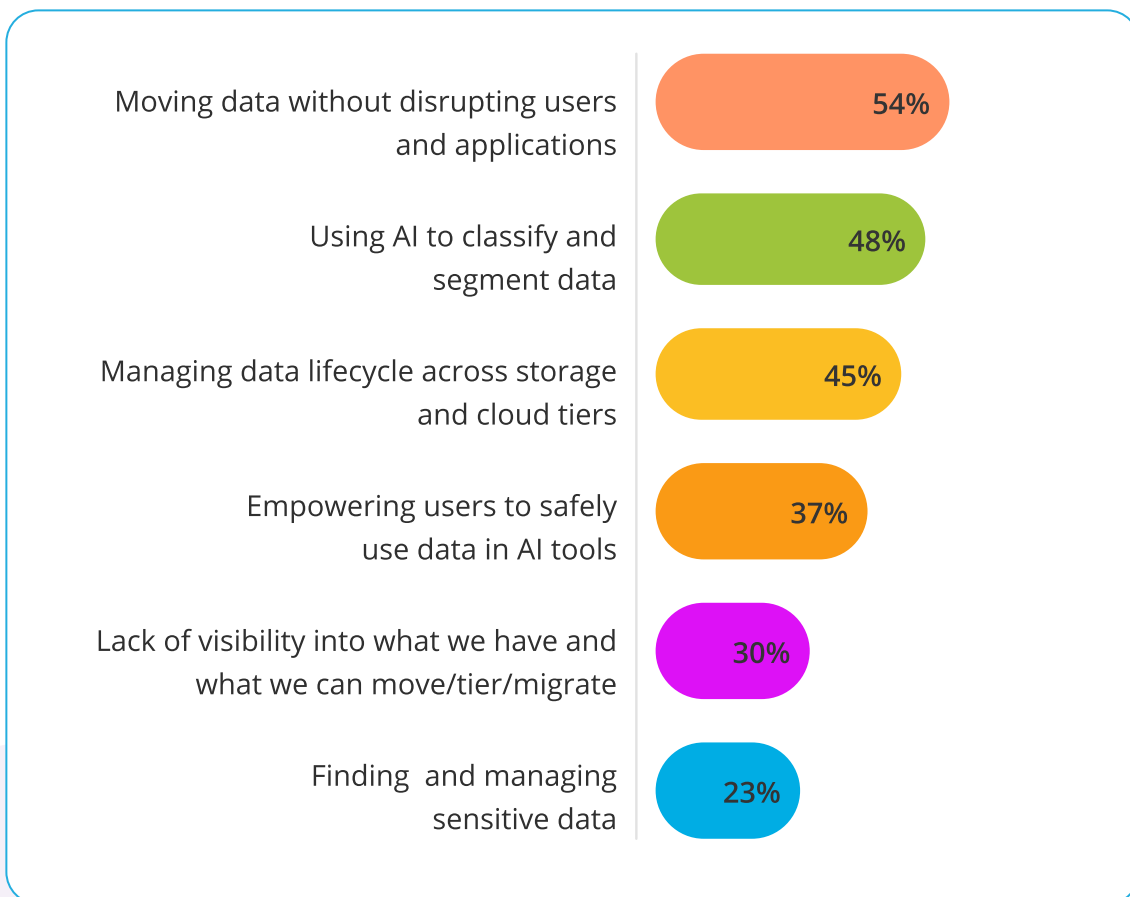 Moving data without disrupting users
and applications
54%
Using AI to classify and
segment data
48%
Managing data lifecycle across storage
and cloud tiers
45%
Empowering users to safely
use data in AI tools
37%
Lack of visibility into what we have and
what we can move/tier/migrate
30%
Finding  and managing
sensitive data
23%